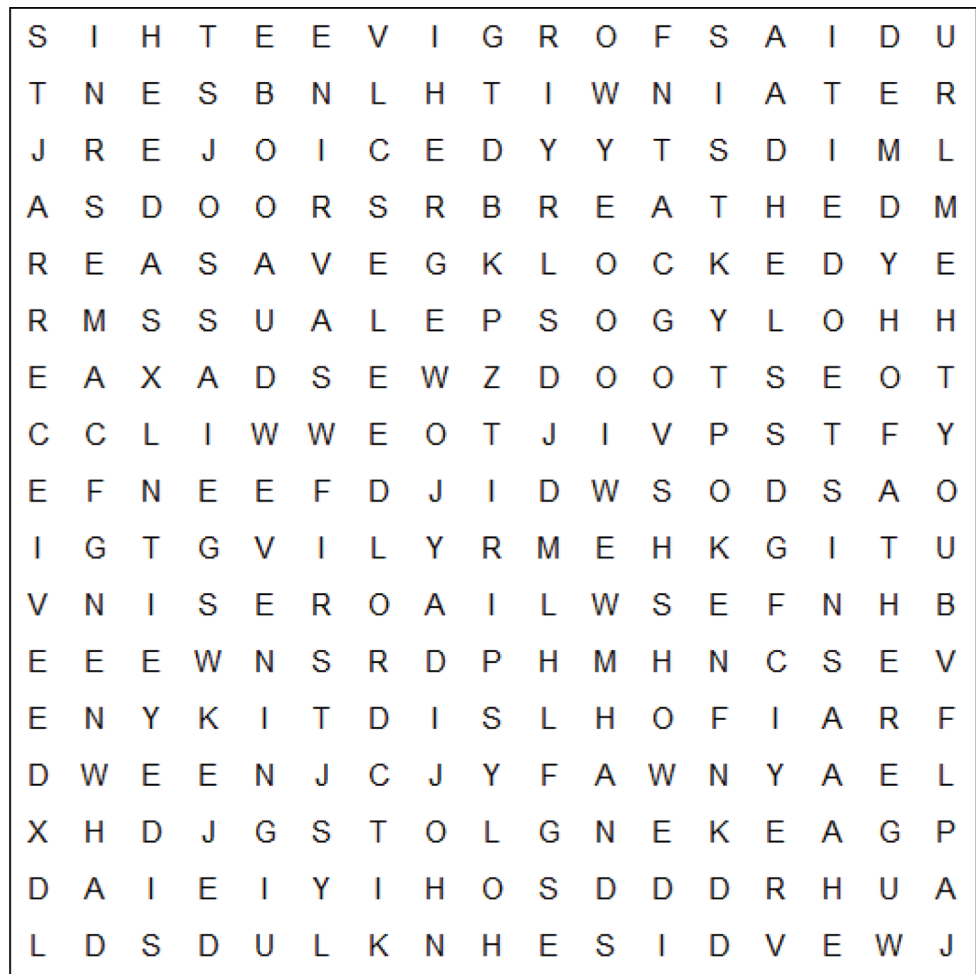 S I H T E E V I G R O F S A I D U
T N E S B N L H T I W N I A T E R
J R E J O I C E D Y Y T S D I M L
A S D O O R S R B R E A T H E D M
R E A S A V E G K L O C K E D Y E
R M S S U A L E P S O G Y L O H H
E A X A D S E W Z D O O T S E O T
C C L I W W E O T J I V P S T F Y
E F N E E F D J I D W S O D S A O
I G T G V I L Y R M E H K G I T U
V N I S E R O A I L W S E F N H B
E E E W N S R D P H M H N C S E V
E N Y K I T D I S L H O F I A R F
D W E E N J C J Y F A W N Y A E L
X H D J G S T O L G N E K E A G P
D A I E I Y I H O S D D D R H U A
L D S D U L K N H E S I D V E W J